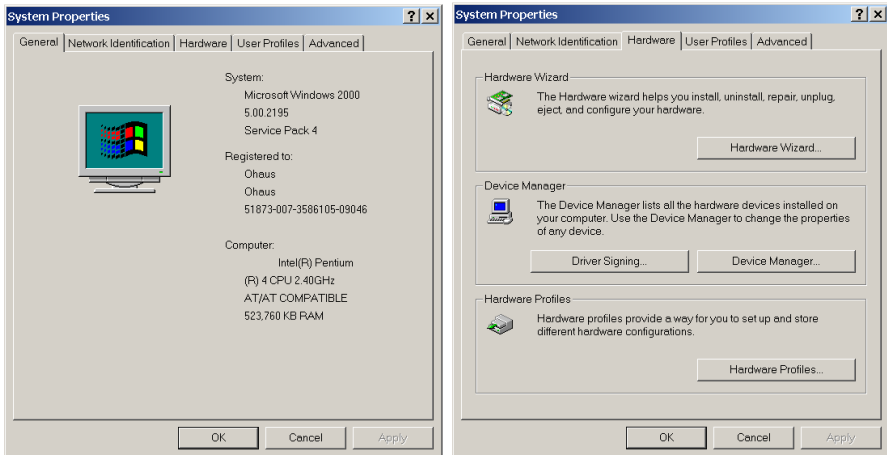 System Properties
General
Network Identification
Hardware
User Profiles
Advanced
System:
Microsoft Windows 2000
5.00.2195
Service Pack 4
Registered to:
Ohaus
Ohaus
51873-007-3586105-09046
Computer:
Intel(R) Pentium
(R) 4 CPU 2.40GHz
AT/AT COMPATIBLE
523,760 KB RAM
OK
Cancel
Apply
System Properties
General
Network Identification
Hardware
User Profiles
Advanced
Hardware Wizard
The Hardware wizard helps you install, uninstall, repair, unplug,
eject, and configure your hardware.
Hardware Wizard...
Device Manager
The Device Manager lists all the hardware devices installed on
your computer. Use the Device Manager to change the properties
of any device.
Driver Signing...
Device Manager...
Hardware Profiles
Hardware profiles provide a way for you to set up and store
different hardware configurations.
Hardware Profiles...
OK
Cancel
Apply